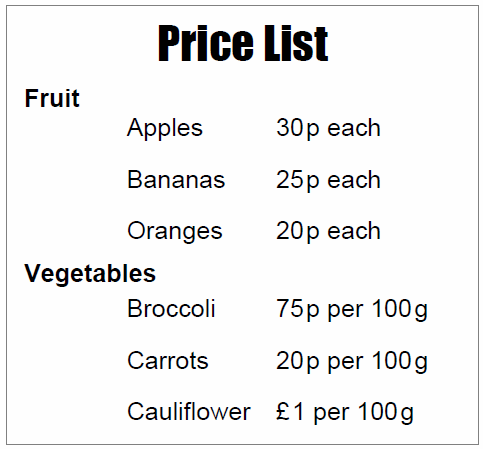 Price List
Fruit
Apples 30p each
Bananas 25p each
Oranges 20p each
Vegetables
Broccoli 75p per 100g
Carrots 20p per 100g
Cauliflower £1 per 100g